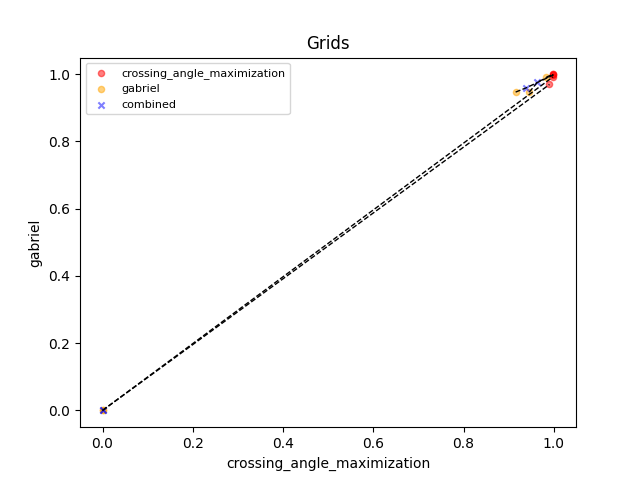 Grids
crossing_angle_maximization
gabriel
combined
gabriel
1.0
0.8
0.6
0.4
0.2
0.0
0.0 0.2 0.4 0.6 0.8 1.0
crossing_angle_maximization